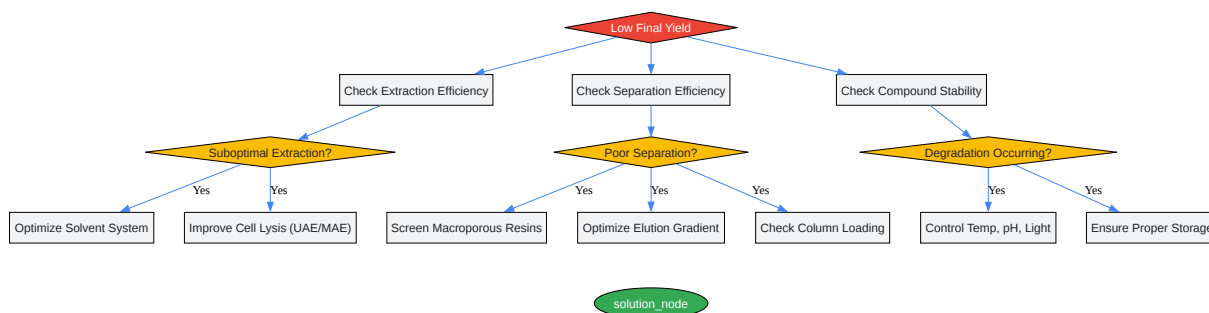 Low Final Yield
Check Extraction Efficiency
Check Separation Efficiency
Check Compound Stability
Suboptimal Extraction?
Poor Separation?
Degradation Occurring?
Yes
Yes
Yes
Yes
Yes
Yes
Yes
Optimize Solvent System
Improve Cell Lysis (UAE/MAE)
Screen Macroporous Resins
Optimize Elution Gradient
Check Column Loading
Control Temp, pH, Light
Ensure Proper Storage
solution_node